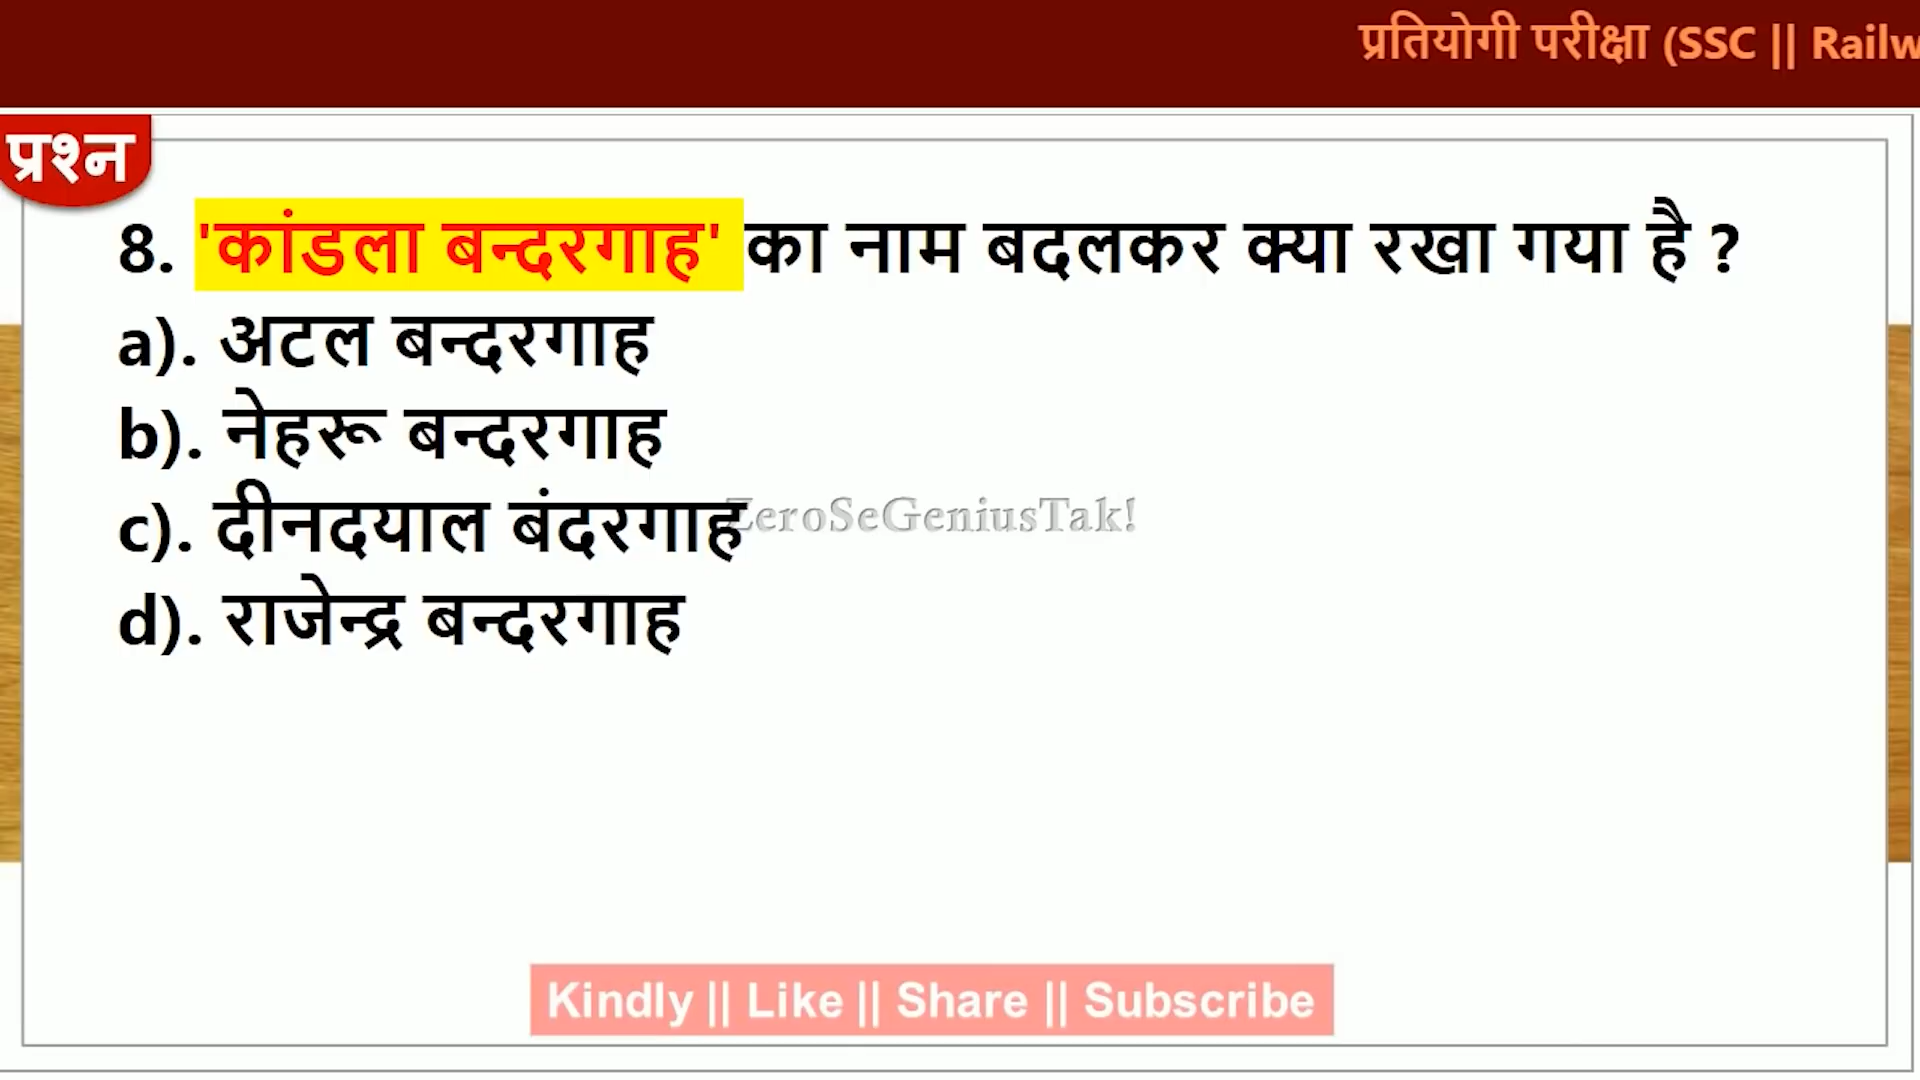 प्रतियोगी परीक्षा (SSC || Railw
प्रश्न
8. 'कांडला बन्दरगाह' का नाम बदलकर क्या रखा गया है ?
a). अटल बन्दरगाह
b). नेहरू बन्दरगाह
c). दीनदयाल बंदरगाह
ZeroSeGeniusTak!
d). राजेन्द्र बन्दरगाह
Kindly || Like || Share || Subscribe